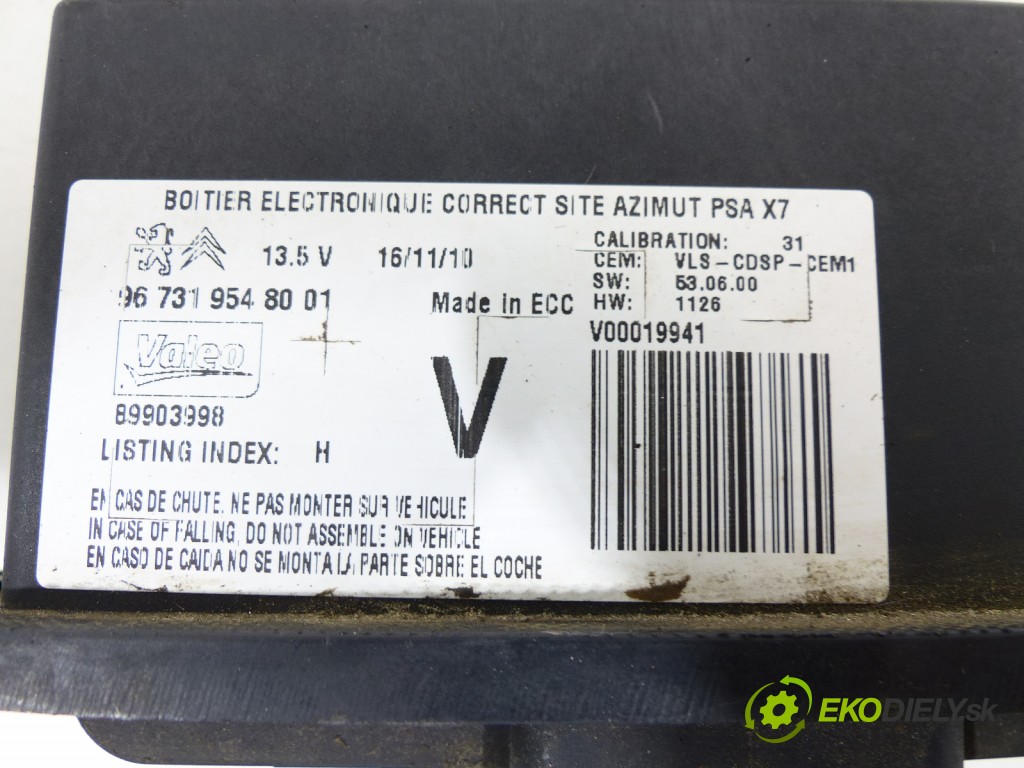 BOITIER ELECTRONIQUE CORRECT SITE AZIMUT PSA X7
13.5 V 16/11/10
96 731 954 80 01
Made in ECC
Valeo
89903998
LISTING INDEX: H
V
CALIBRATION: 31
CEM: VLS-CDSP-CEM1
SW: 53.06.00
HW: 1126
V00019941
EN CAS DE CHUTE, NE PAS MONTER SUR VEHICULE
IN CASE OF FALLING, DO NOT ASSEMBLE ON VEHICLE
EN CASO DE CAIDA NO SE MONTA LA PARTE SOBRE EL COCHE
EKODIELY.sk